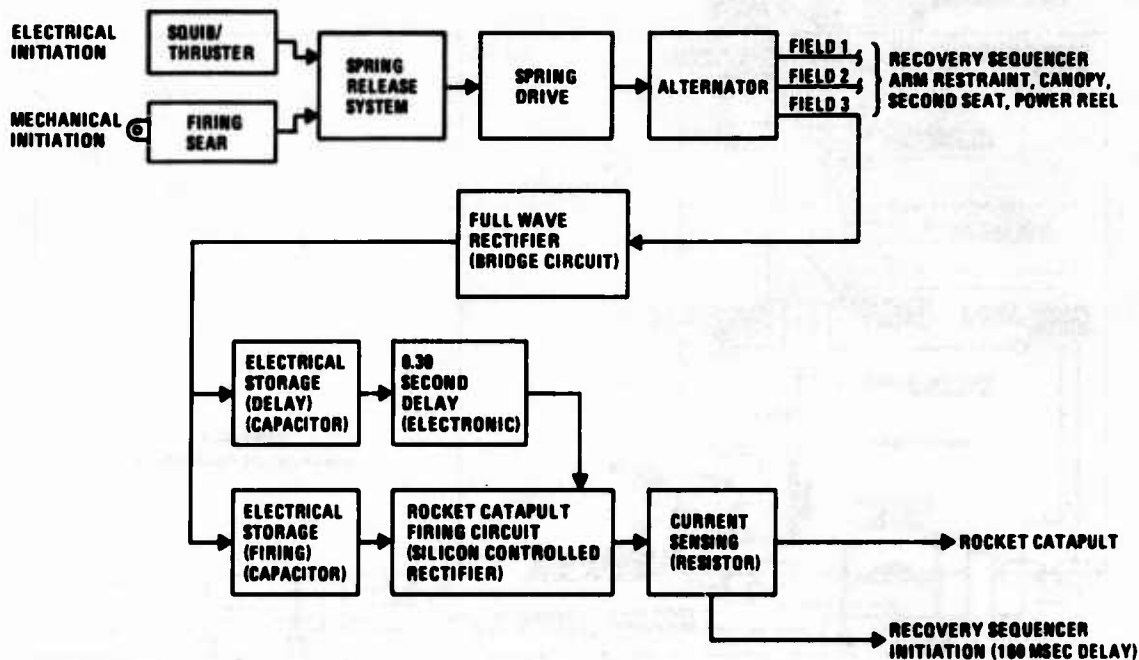 ELECTRICAL
INITIATION
SQUIB/
THRUSTER
MECHANICAL
INITIATION
FIRING
SEAR
SPRING
RELEASE
SYSTEM
SPRING
DRIVE
ALTERNATOR
FIELD 1
FIELD 2
FIELD 3
RECOVERY SEQUENCER
ARM RESTRAINT, CANOPY,
SECOND SEAT, POWER REEL
FULL WAVE
RECTIFIER
(BRIDGE CIRCUIT)
ELECTRICAL
STORAGE
(DELAY)
(CAPACITOR)
0.30
SECOND
DELAY
(ELECTRONIC)
ELECTRICAL
STORAGE
(FIRING)
(CAPACITOR)
ROCKET CATAPULT
FIRING CIRCUIT
(SILICON CONTROLLED
RECTIFIER)
CURRENT
SENSING
(RESISTOR)
ROCKET CATAPULT
RECOVERY SEQUENCER
INITIATION (160 MSEC DELAY)